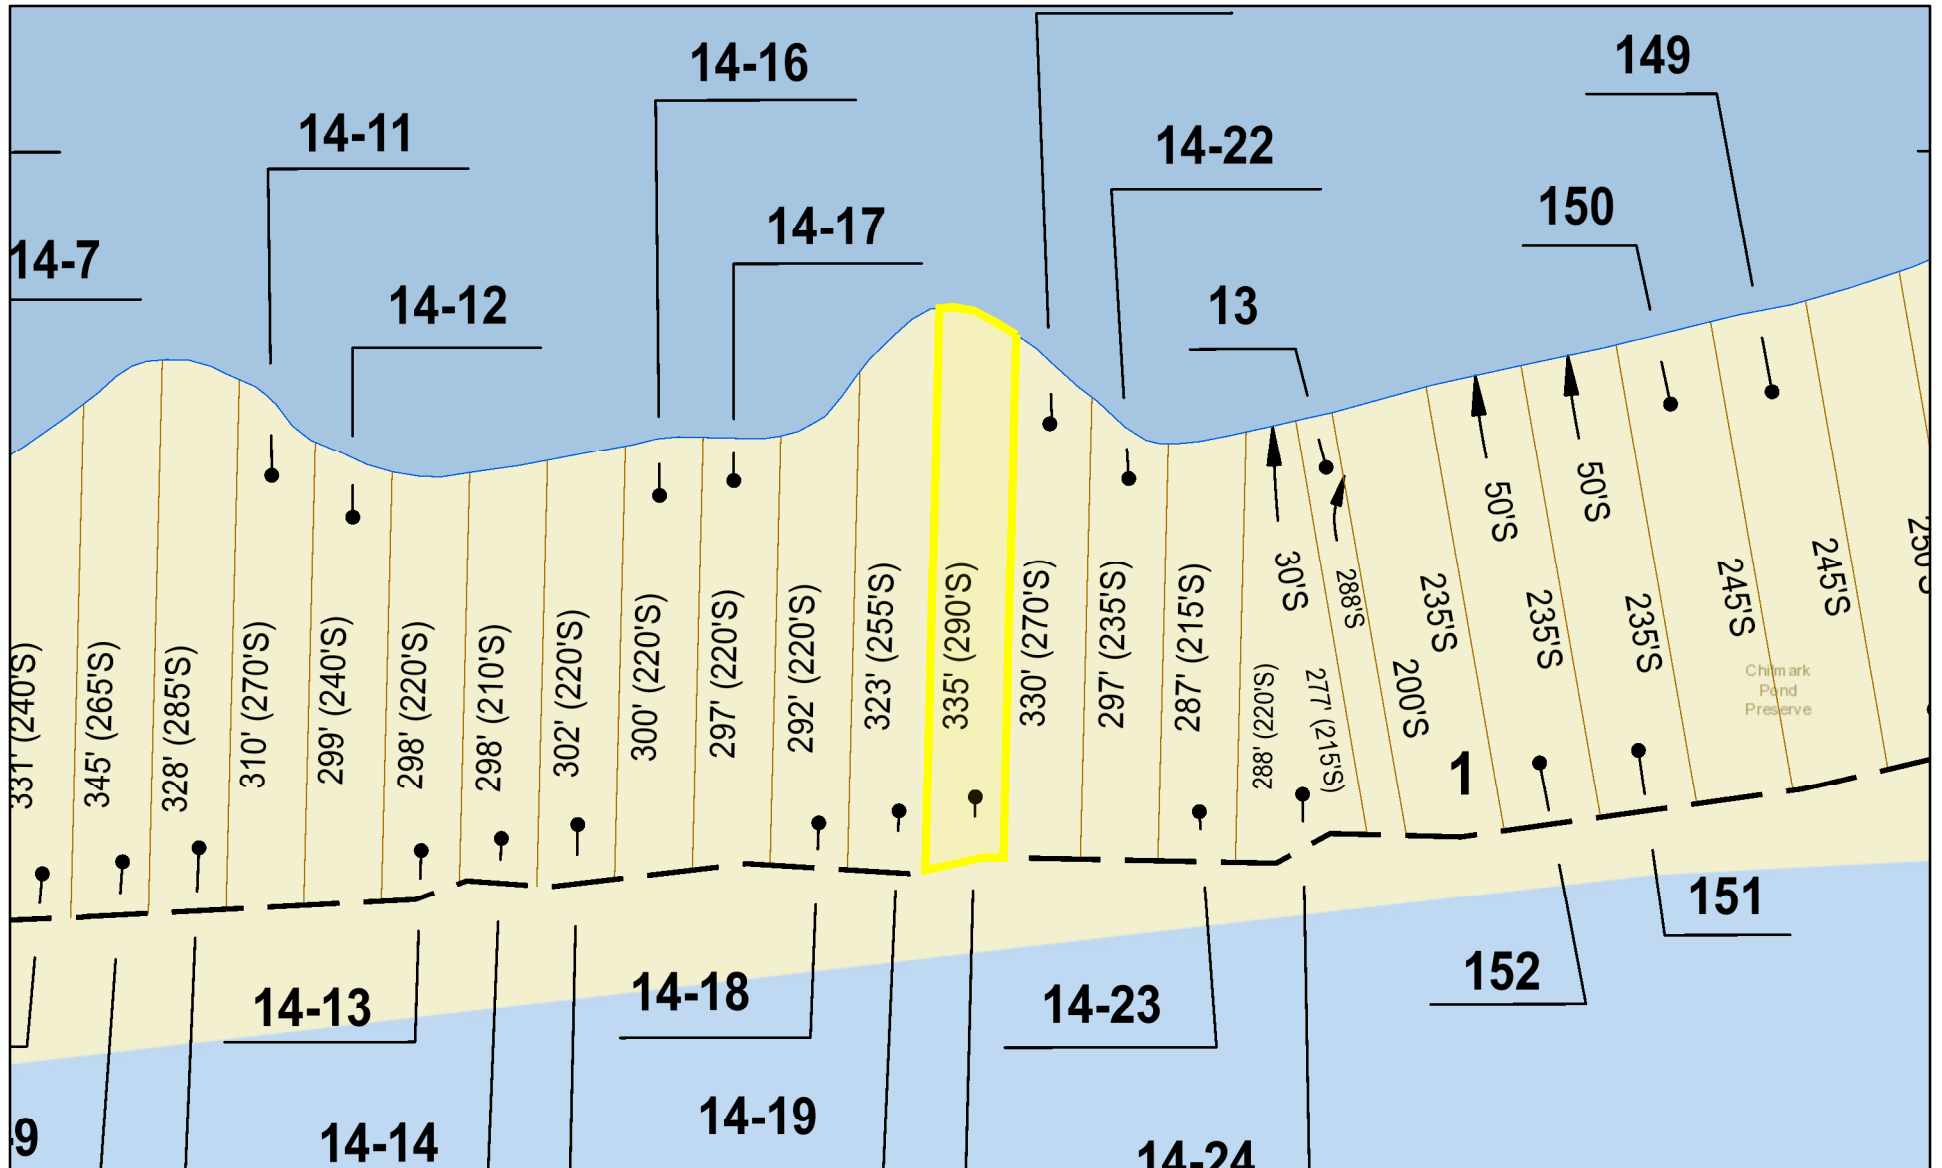 14-16
149
14-11
14-22
150
14-17
14-7
14-12
13
50'S
50'S
288'S
30'S
235'S
235'S
235'S
245'S
245'S
331' (240'S)
345' (265'S)
328' (285'S)
310' (270'S)
299' (240'S)
298' (220'S)
298' (210'S)
302' (220'S)
300' (220'S)
297' (220'S)
292' (220'S)
323' (255'S)
335' (290'S)
330' (270'S)
297' (235'S)
287' (215'S)
288' (220'S)
277' (215'S)
200'S
1
Chilmark
Pond
Preserve
151
152
14-13
14-18
14-23
14-19
-9
14-14
14-24